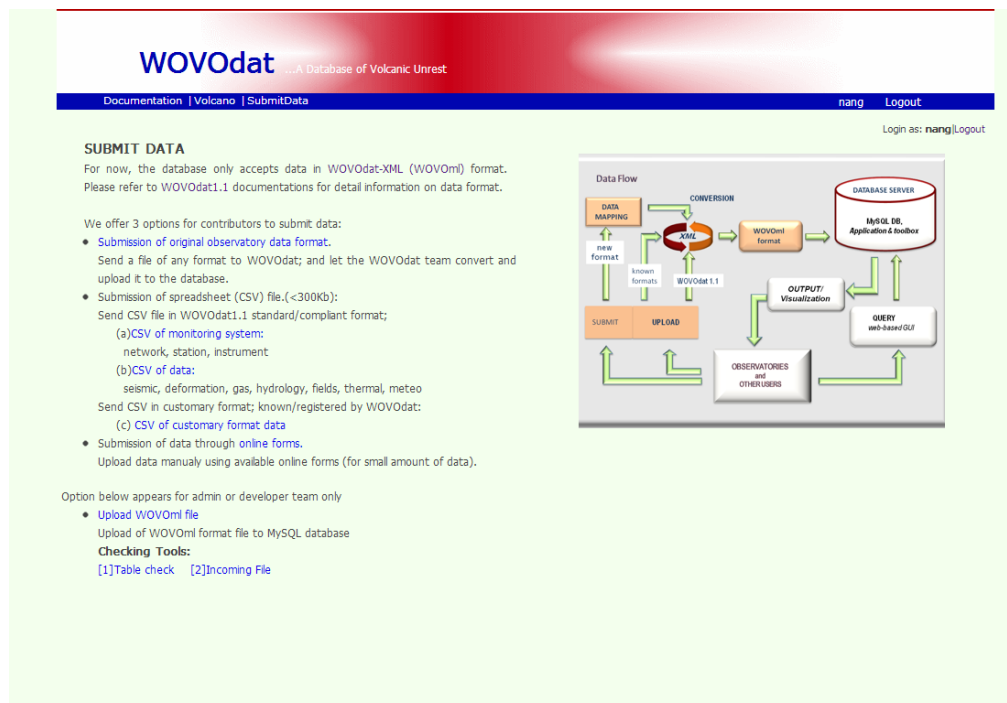 WOVOdat ...A Database of Volcanic Unrest
Documentation | Volcano | SubmitData
nang Logout
Login as: nang|Logout
SUBMIT DATA
For now, the database only accepts data in WOVOdat-XML (WOVOml) format.
Please refer to WOVOdat1.1 documentations for detail information on data format.
We offer 3 options for contributors to submit data:
Submission of original observatory data format.
Send a file of any format to WOVOdat; and let the WOVOdat team convert and
upload it to the database.
Submission of spreadsheet (CSV) file.(<300Kb):
Send CSV file in WOVOdat1.1 standard/compliant format;
(a)CSV of monitoring system:
network, station, instrument
(b)CSV of data:
seismic, deformation, gas, hydrology, fields, thermal, meteo
Send CSV in customary format; known/registered by WOVOdat:
(c) CSV of customary format data
Submission of data through online forms.
Upload data manualy using available online forms (for small amount of data).
Option below appears for admin or developer team only
Upload WOVOml file
Upload of WOVOml format file to MySQL database
Checking Tools:
[1]Table check [2]Incoming File
Data Flow
DATA
MAPPING
CONVERSION
XML
WOVOml
format
DATABASE SERVER
MySQL DB,
Application & toolbox
new
format
known
formats
WOVOdat 1.1
OUTPUT/
Visualization
SUBMIT
UPLOAD
QUERY
web-based GUI
OBSERVATORIES
and
OTHER USERS